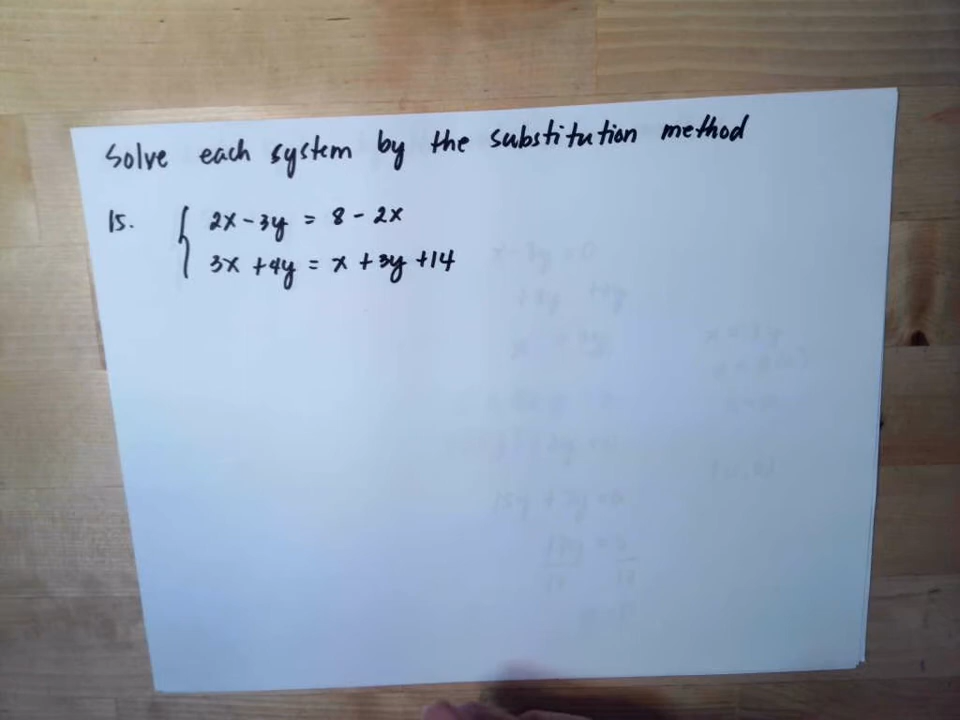 Solve each system by the substitution method
15. { 2x - 3y = 8 - 2x
3x + 4y = x + 3y + 14